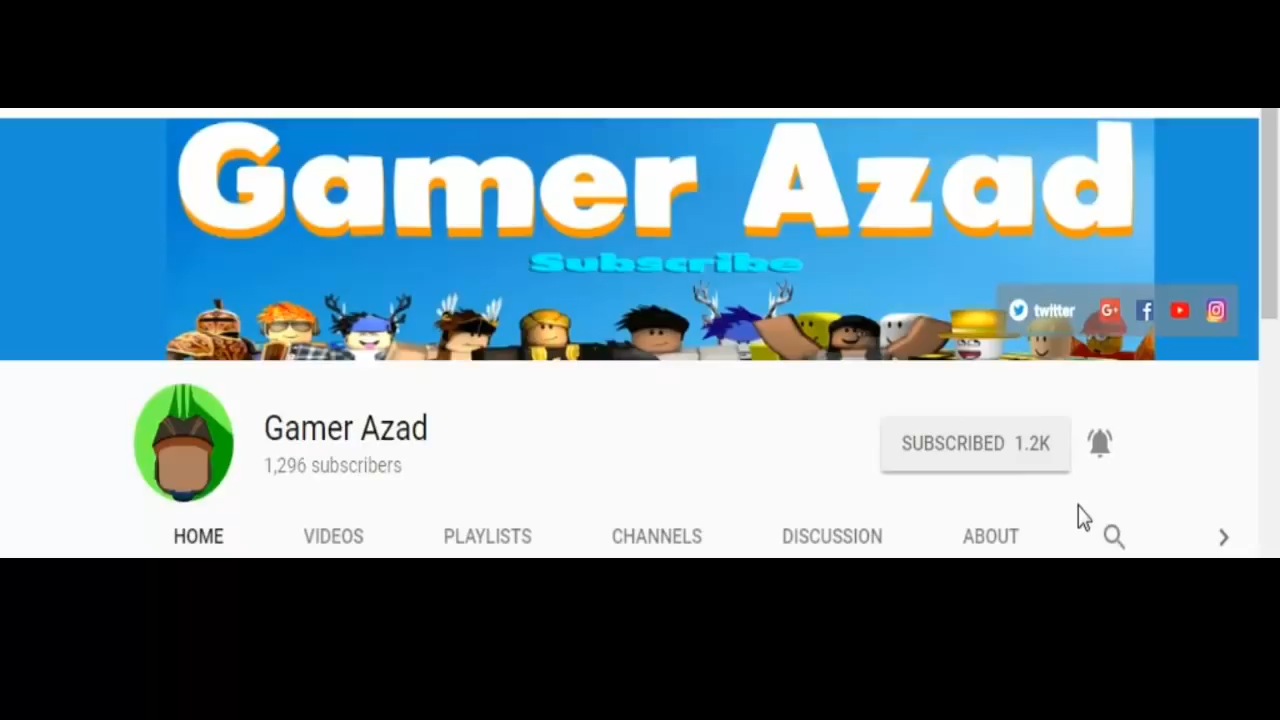 Gamer Azad
Subscribe
twitter
Gamer Azad
1,296 subscribers
SUBSCRIBED 1.2K
HOME VIDEOS PLAYLISTS CHANNELS DISCUSSION ABOUT